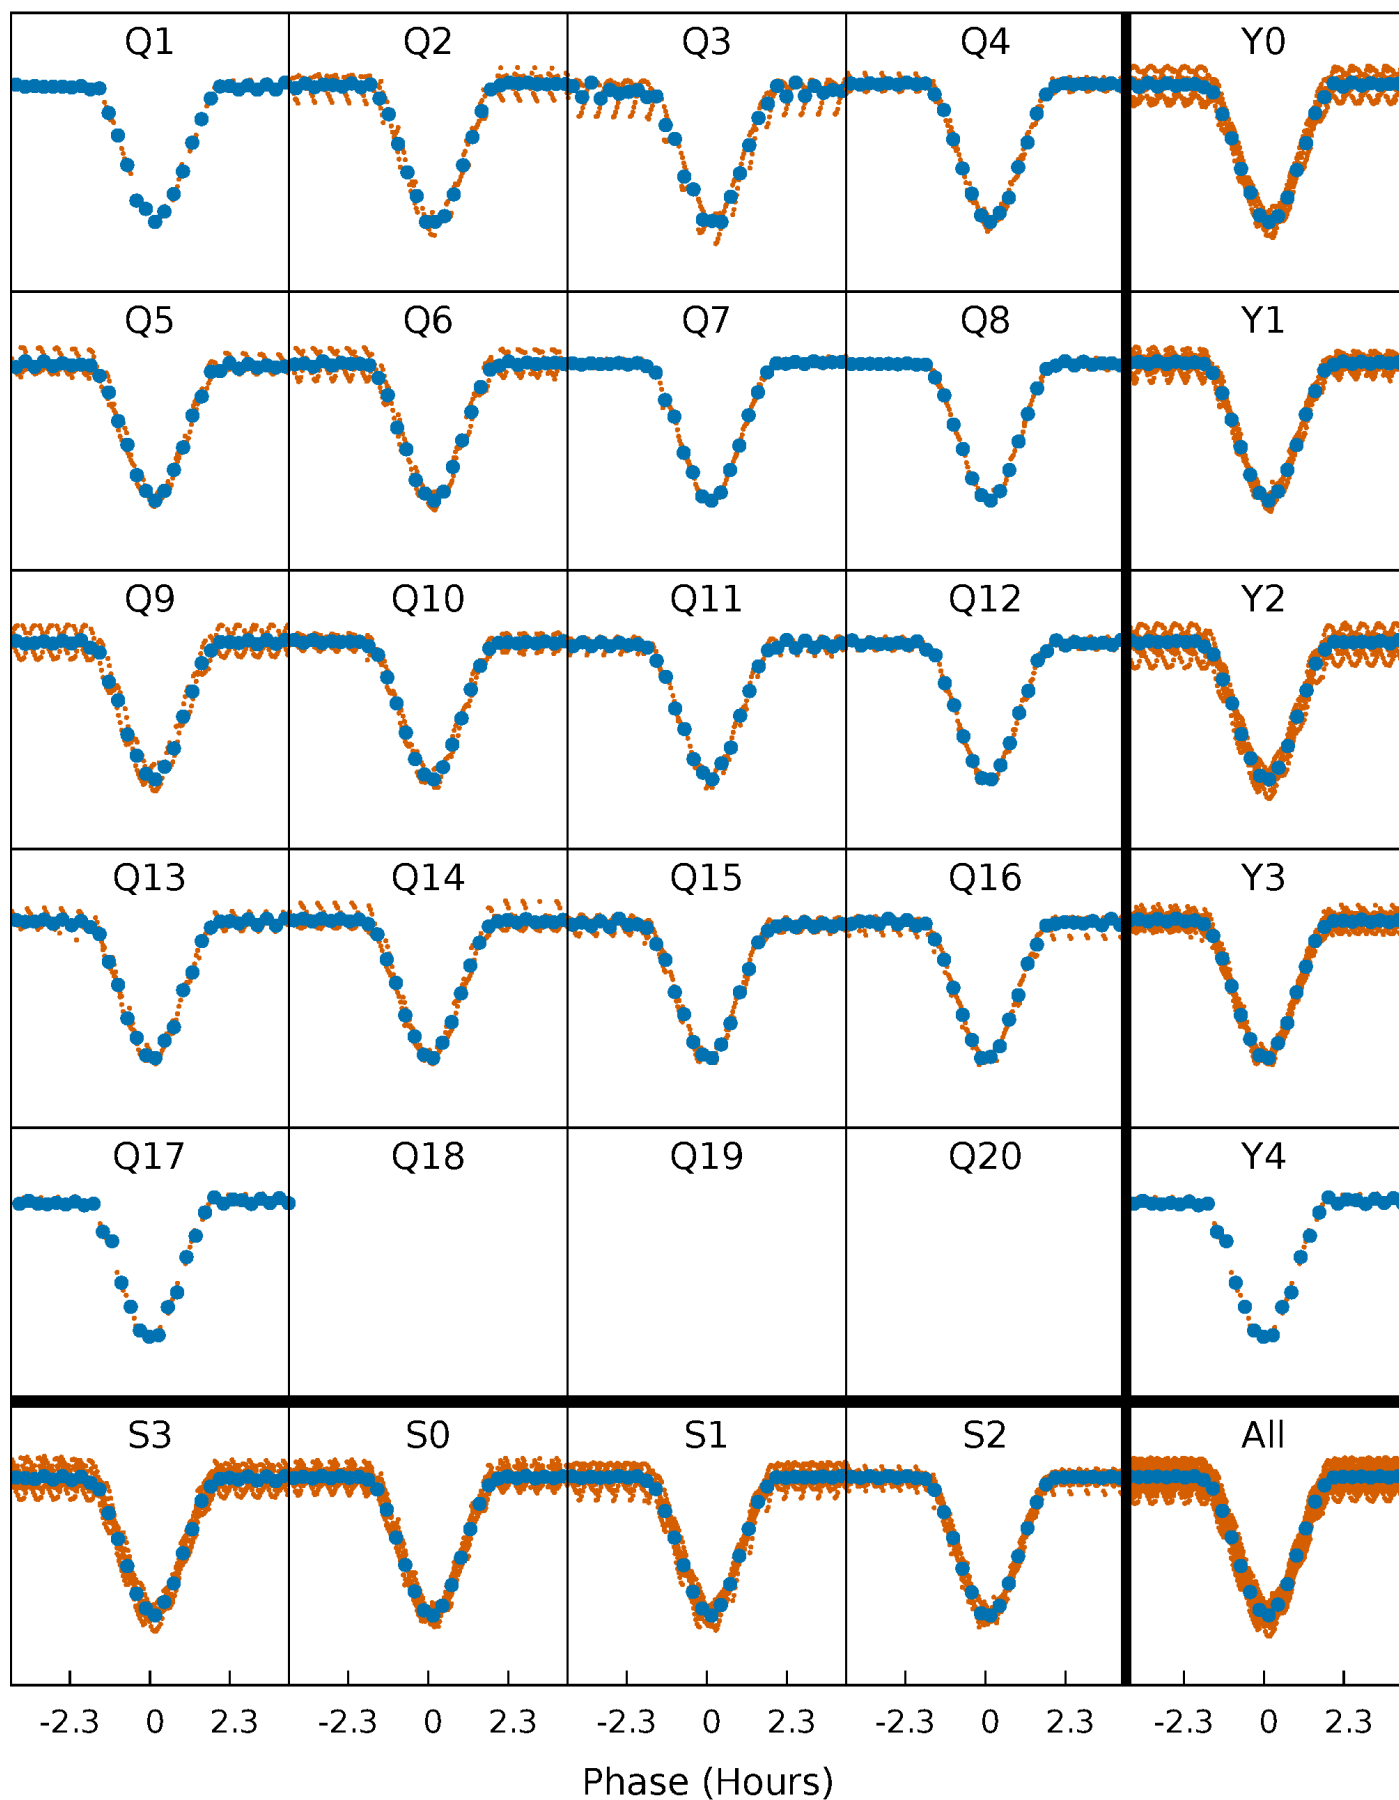 Q1 Q2 Q3 Q4 Y0
Q5 Q6 Q7 Q8 Y1
Q9 Q10 Q11 Q12 Y2
Q13 Q14 Q15 Q16 Y3
Q17 Q18 Q19 Q20 Y4
S3 S0 S1 S2 All
-2.3 0 2.3 -2.3 0 2.3 -2.3 0 2.3 -2.3 0 2.3 -2.3 0 2.3
Phase (Hours)